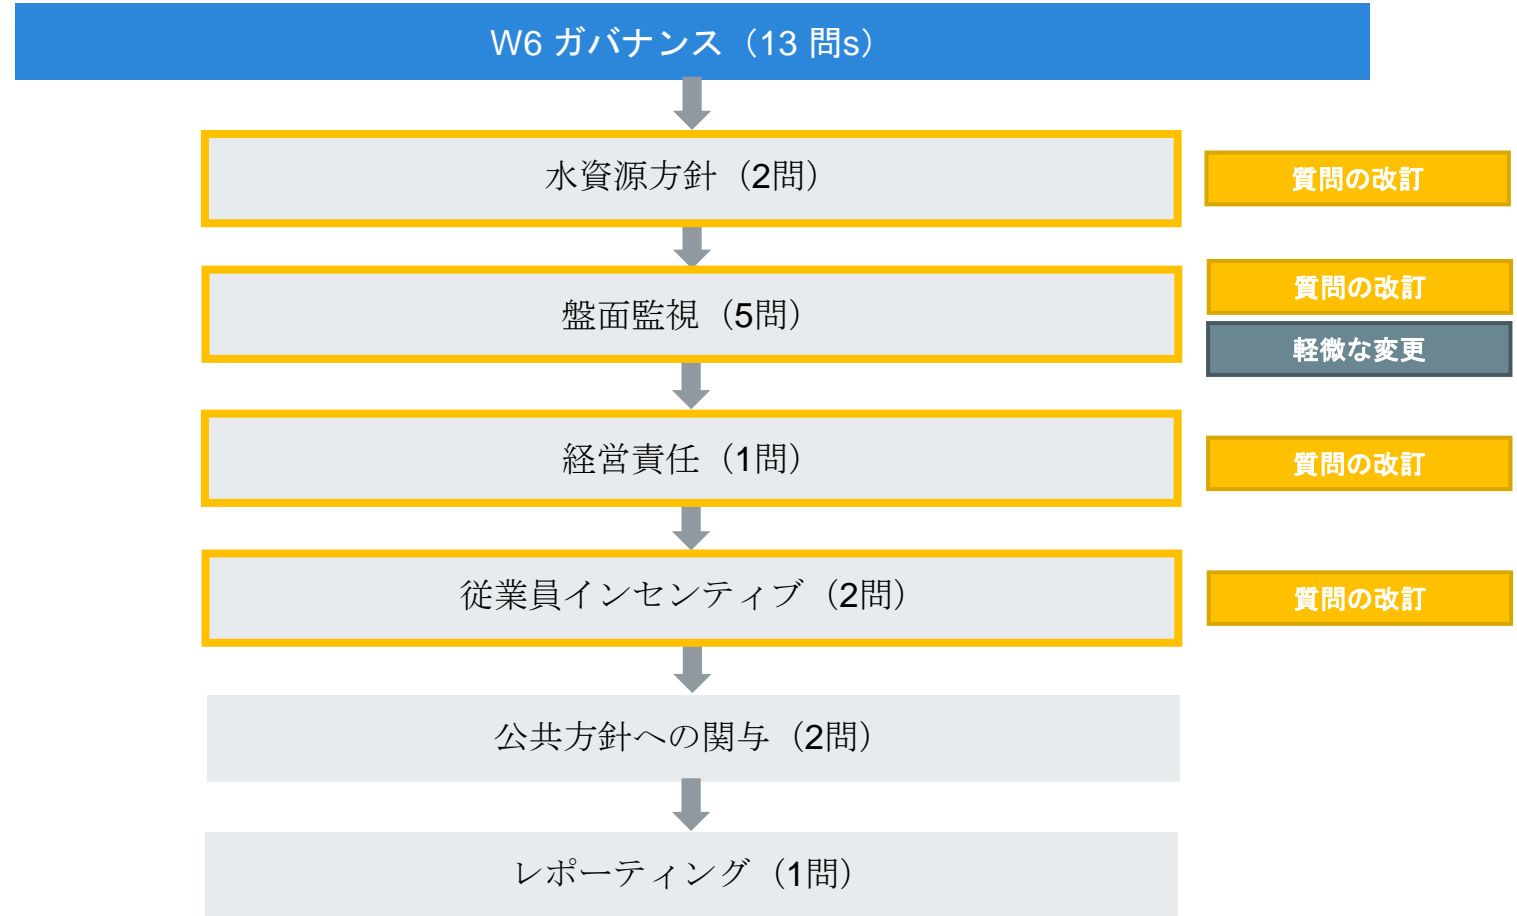 W6 ガバナンス（13 問s）
水資源方針（2問）
質問の改訂
盤面監視（5問）
質問の改訂
軽微な変更
経営責任（1問）
質問の改訂
従業員インセンティブ（2問）
質問の改訂
公共方針への関与（2問）
レポーティング（1問）